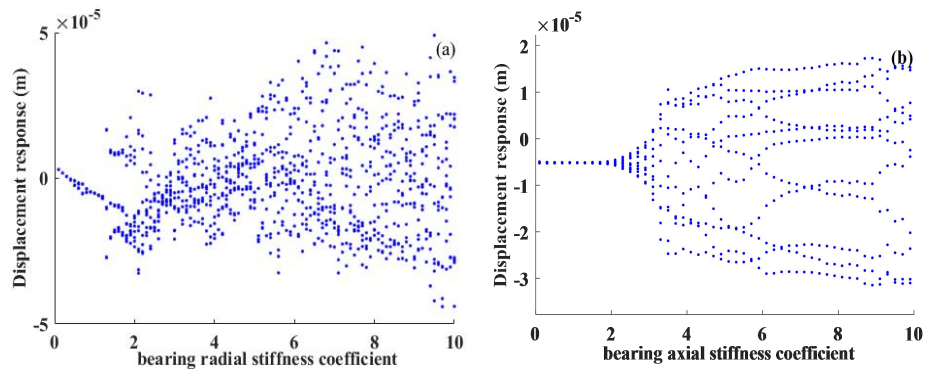 ×10⁻⁵
5
(a)
Displacement response (m)
0
-5
0 2 4 6 8 10
bearing radial stiffness coefficient
×10⁻⁵
2
(b)
1
Displacement response (m)
0
-1
-2
-3
0 2 4 6 8 10
bearing axial stiffness coefficient